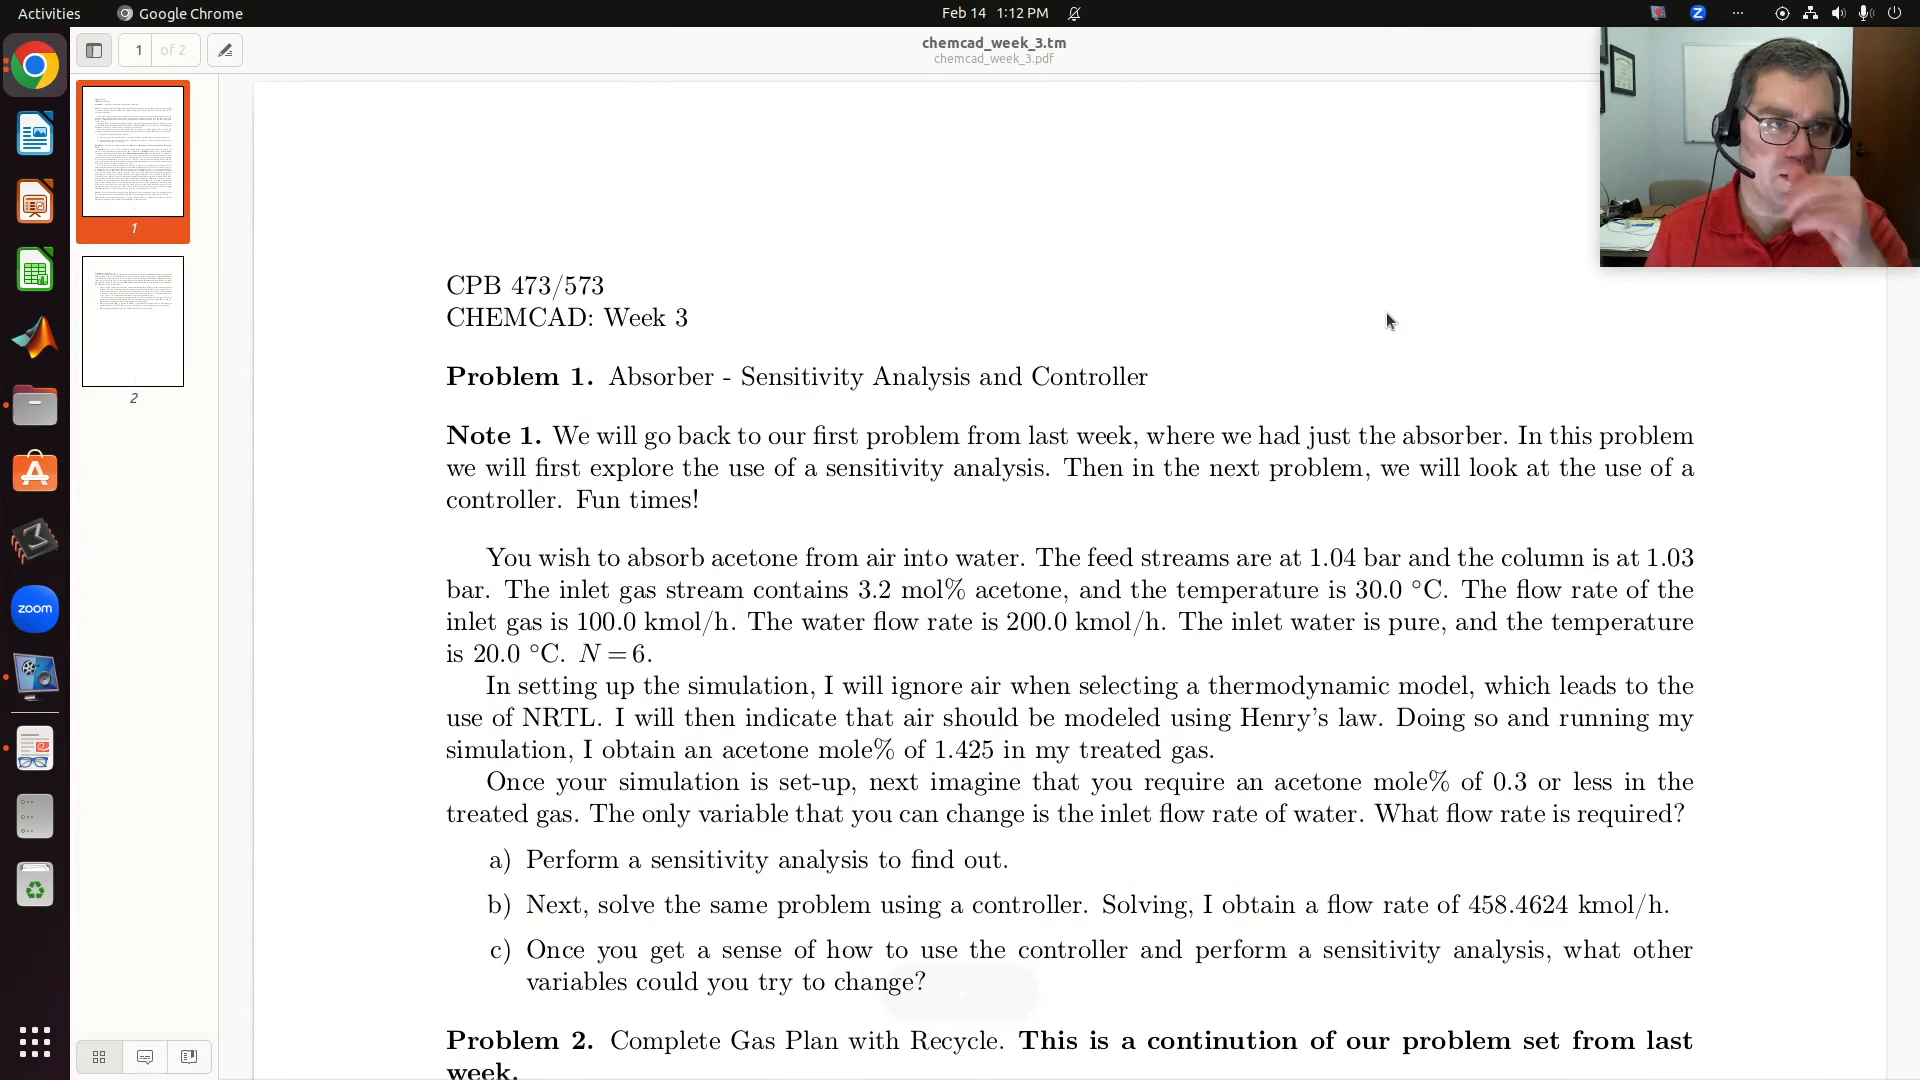 Activities Google Chrome Feb 14 1:12 PM
1 of 2
chemcad_week_3.tm
chemcad_week_3.pdf
1
2
zoom
CPB 473/573
CHEMCAD: Week 3
Problem 1. Absorber - Sensitivity Analysis and Controller
Note 1. We will go back to our first problem from last week, where we had just the absorber. In this problem
we will first explore the use of a sensitivity analysis. Then in the next problem, we will look at the use of a
controller. Fun times!
You wish to absorb acetone from air into water. The feed streams are at 1.04 bar and the column is at 1.03
bar. The inlet gas stream contains 3.2 mol% acetone, and the temperature is 30.0 °C. The flow rate of the
inlet gas is 100.0 kmol/h. The water flow rate is 200.0 kmol/h. The inlet water is pure, and the temperature
is 20.0 °C. N = 6.
In setting up the simulation, I will ignore air when selecting a thermodynamic model, which leads to the
use of NRTL. I will then indicate that air should be modeled using Henry's law. Doing so and running my
simulation, I obtain an acetone mole% of 1.425 in my treated gas.
Once your simulation is set-up, next imagine that you require an acetone mole% of 0.3 or less in the
treated gas. The only variable that you can change is the inlet flow rate of water. What flow rate is required?
a) Perform a sensitivity analysis to find out.
b) Next, solve the same problem using a controller. Solving, I obtain a flow rate of 458.4624 kmol/h.
c) Once you get a sense of how to use the controller and perform a sensitivity analysis, what other
variables could you try to change?
Problem 2. Complete Gas Plan with Recycle. This is a continution of our problem set from last
week.